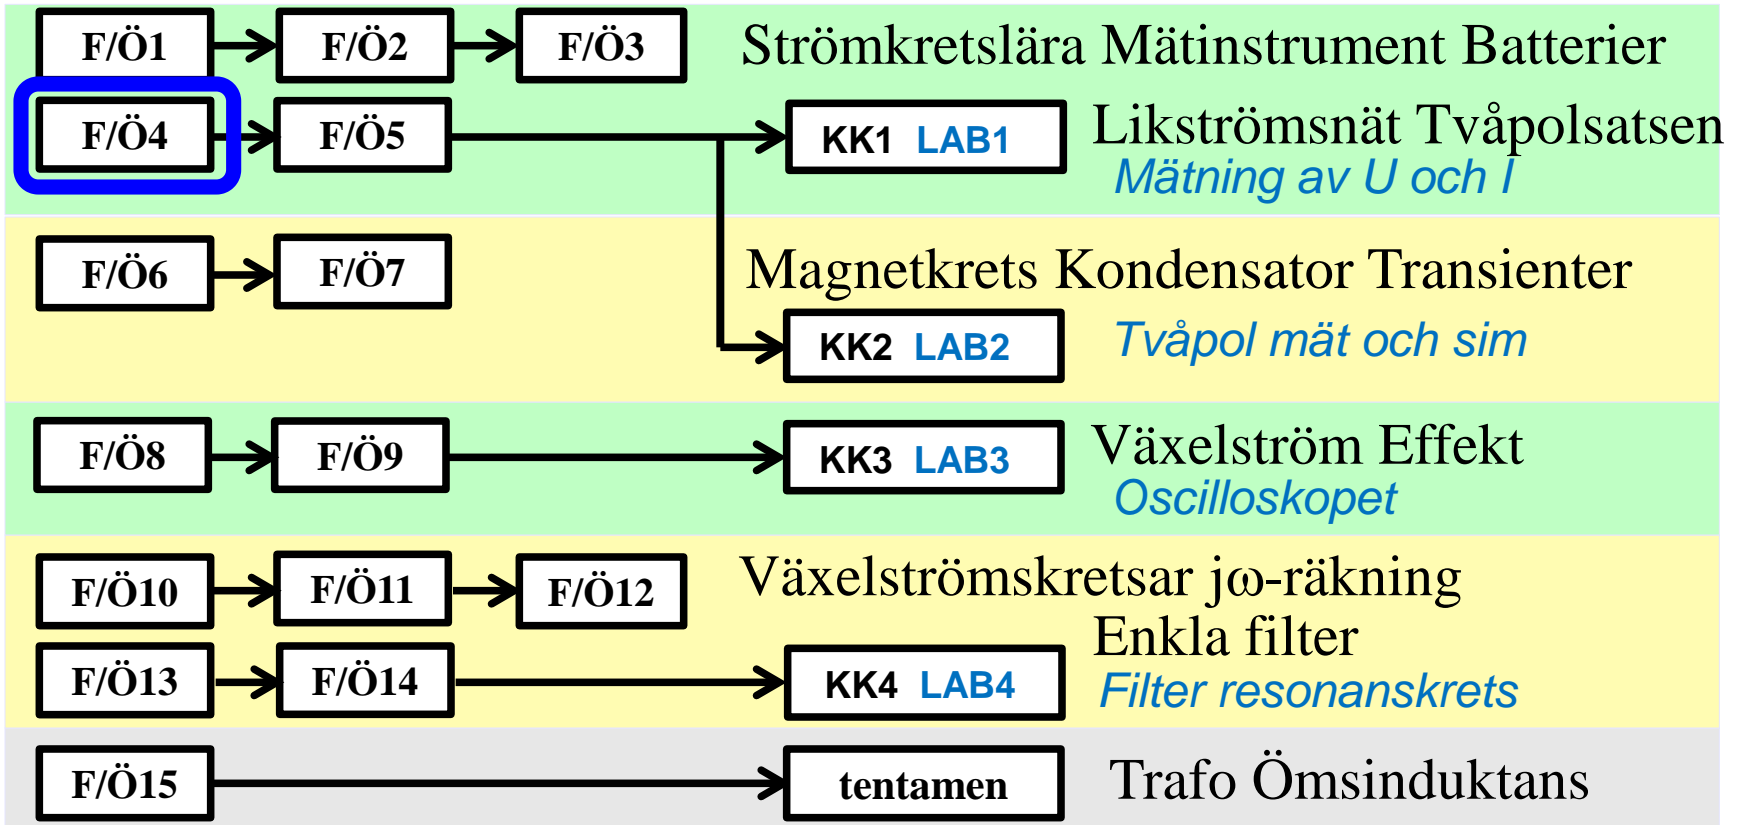 F/Ö1 F/Ö2 F/Ö3 Strömkretslära Mätinstrument Batterier
F/Ö4 F/Ö5 KK1 LAB1 Likströmsnät Tvåpolsatsen
Mätning av U och I
F/Ö6 F/Ö7 Magnetkrets Kondensator Transienter
KK2 LAB2 Tvåpol mät och sim
F/Ö8 F/Ö9 KK3 LAB3 Växelström Effekt
Oscilloskopet
F/Ö10 F/Ö11 F/Ö12 Växelströmskretsar jω-räkning
Enkla filter
F/Ö13 F/Ö14 KK4 LAB4 Filter resonanskrets
F/Ö15 tentamen Trafo Ömsinduktans